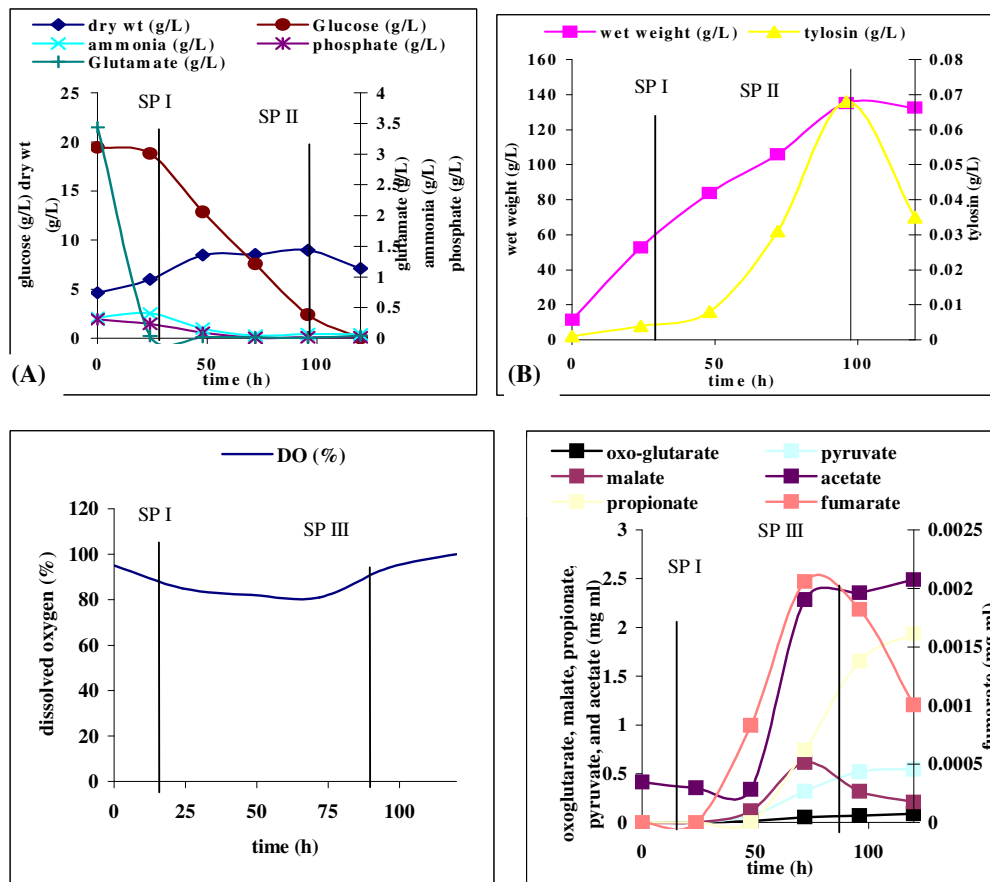 dry wt (g/L) Glucose (g/L)
ammonia (g/L) phosphate (g/L)
Glutamate (g/L)
25
20
15
10
5
0
4
3.5
3
2.5
2
1.5
1
0.5
0
SP I
SP II
glucose (g/L) dry wt
(g/L)
glutamate (g/L)
ammonia (g/L)
phosphate (g/L)
0 50 100
time (h)
(A)
wet weight (g/L) tylosin (g/L)
160
140
120
100
80
60
40
20
0
0.08
0.07
0.06
0.05
0.04
0.03
0.02
0.01
0
SP I
SP II
wet weight (g/L)
tylosin (g/L)
0 50 100
time (h)
(B)
DO (%)
120
100
80
60
40
20
0
SP I
SP III
dissolved oxygen (%)
0 25 50 75 100
time (h)
oxo-glutarate pyruvate
malate acetate
propionate fumarate
3
2.5
2
1.5
1
0.5
0
0.0025
0.002
0.0015
0.001
0.0005
0
SP I
SP III
oxoglutarate, malate, propionate,
pyruvate, and acetate (mg ml)
fumarate (mg ml)
0 50 100
time (h)